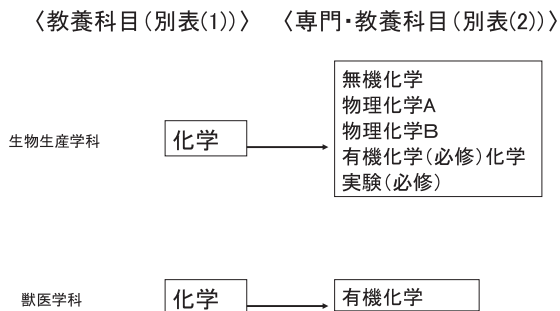 〈教養科目(別表(1))〉 〈専門・教養科目(別表(2))〉
無機化学
物理化学A
物理化学B
有機化学(必修)化学
実験(必修)
生物生産学科
化学
獣医学科
化学
有機化学